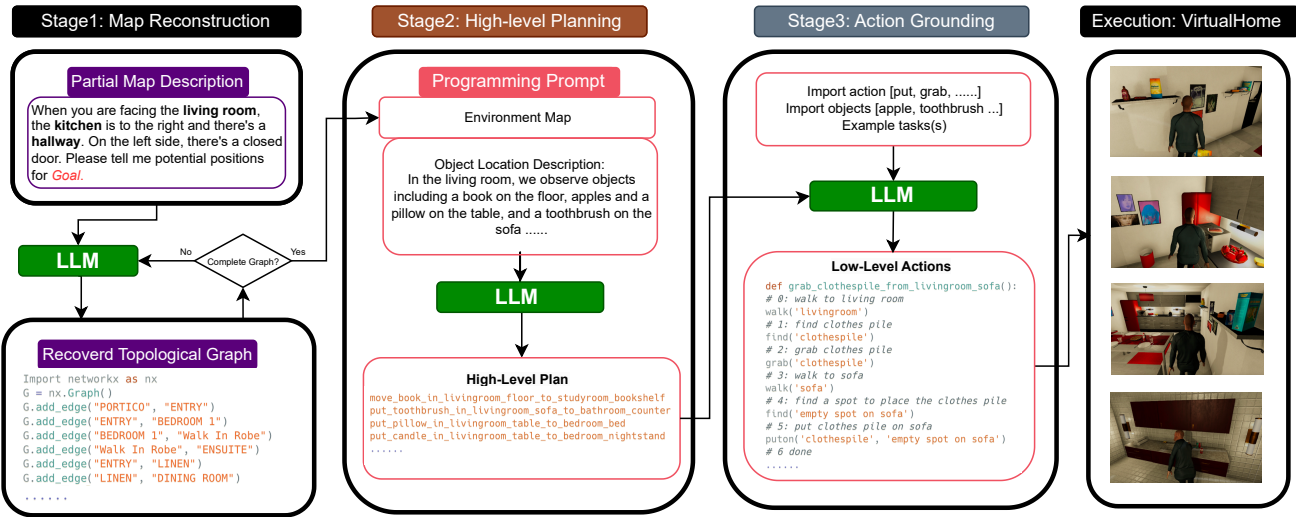 Stage1: Map Reconstruction
Partial Map Description
When you are facing the living room,
the kitchen is to the right and there's a
hallway. On the left side, there's a closed
door. Please tell me potential positions
for Goal.
LLM
No
Complete Graph?
Yes
Recoverd Topological Graph
Import networkx as nx
G = nx.Graph()
G.add_edge("PORTICO", "ENTRY")
G.add_edge("ENTRY", "BEDROOM 1")
G.add_edge("BEDROOM 1", "Walk In Robe")
G.add_edge("Walk In Robe", "ENSUITE")
G.add_edge("ENTRY", "LINEN")
G.add_edge("LINEN", "DINING ROOM")
......
Stage2: High-level Planning
Programming Prompt
Environment Map
Object Location Description:
In the living room, we observe objects
including a book on the floor, apples and a
pillow on the table, and a toothbrush on the
sofa ......
LLM
High-Level Plan
move_book_in_livingroom_floor_to_studyroom_bookshelf
put_toothbrush_in_livingroom_sofa_to_bathroom_counter
put_pillow_in_livingroom_table_to_bedroom_bed
put_candle_in_livingroom_table_to_bedroom_nightstand
......
Stage3: Action Grounding
Import action [put, grab, ......]
Import objects [apple, toothbrush ...]
Example tasks(s)
LLM
Low-Level Actions
def grab_clothespile_from_livingroom_sofa():
# 0: walk to living room
walk('livingroom')
# 1: find clothes pile
find('clothespile')
# 2: grab clothes pile
grab('clothespile')
# 3: walk to sofa
walk('sofa')
# 4: find a spot to place the clothes pile
find('empty spot on sofa')
# 5: put clothes pile on sofa
puton('clothespile', 'empty spot on sofa')
# 6 done
......
Execution: VirtualHome